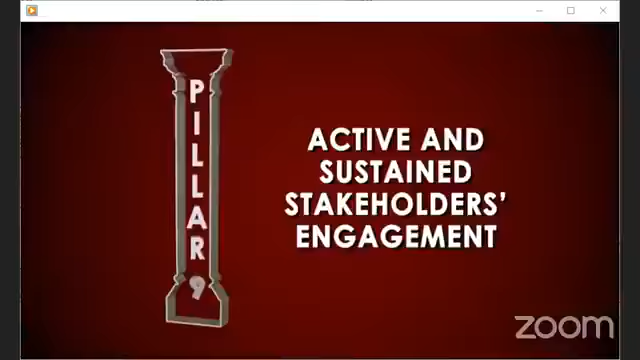 PILLAR 9
ACTIVE AND
SUSTAINED
STAKEHOLDERS'
ENGAGEMENT
zoom